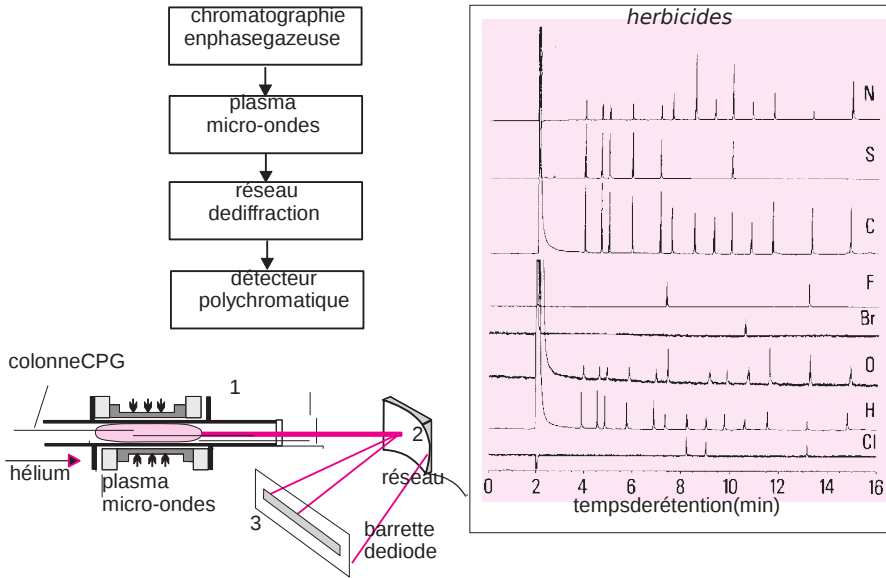 chromatographie
enphasegazeuse
plasma
micro-ondes
réseau
dediffraction
détecteur
polychromatique
colonneCPG
1
2
hélium
plasma
micro-ondes
réseau
3
barrette
dediode
herbicides
N
S
C
F
Br
O
H
Cl
0 2 4 6 8 10 12 14 16
tempsderétention(min)